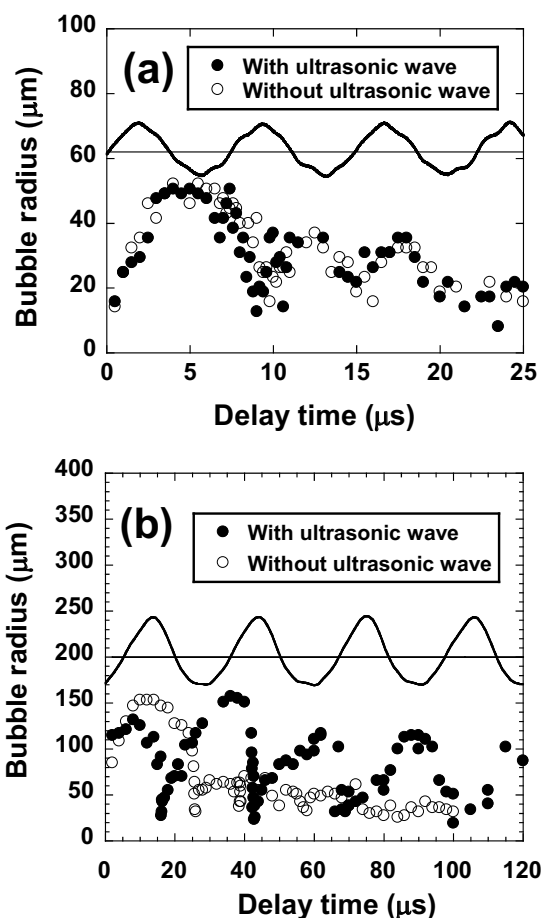 (a)
With ultrasonic wave
Without ultrasonic wave
Bubble radius (μm)
100
80
60
40
20
0
0 5 10 15 20 25
Delay time (μs)
(b)
With ultrasonic wave
Without ultrasonic wave
Bubble radius (μm)
400
350
300
250
200
150
100
50
0
0 20 40 60 80 100 120
Delay time (μs)